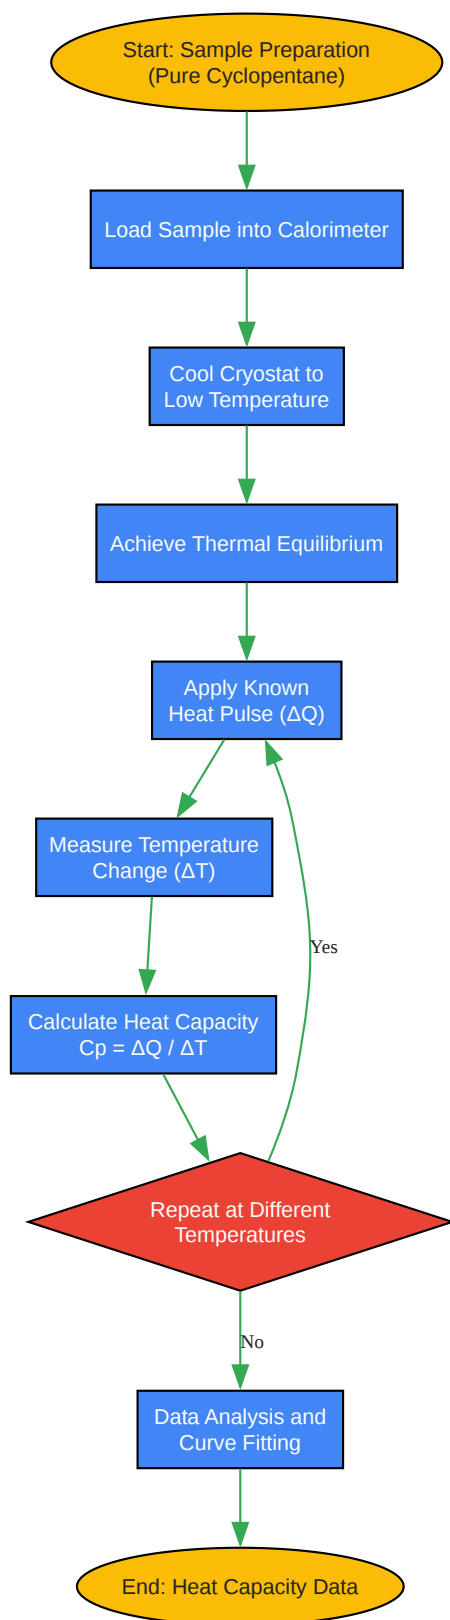 Start: Sample Preparation
(Pure Cyclopentane)
Load Sample into Calorimeter
Cool Cryostat to
Low Temperature
Achieve Thermal Equilibrium
Apply Known
Heat Pulse (ΔQ)
Measure Temperature
Change (ΔT)
Yes
Calculate Heat Capacity
Cp = ΔQ / ΔT
Repeat at Different
Temperatures
No
Data Analysis and
Curve Fitting
End: Heat Capacity Data